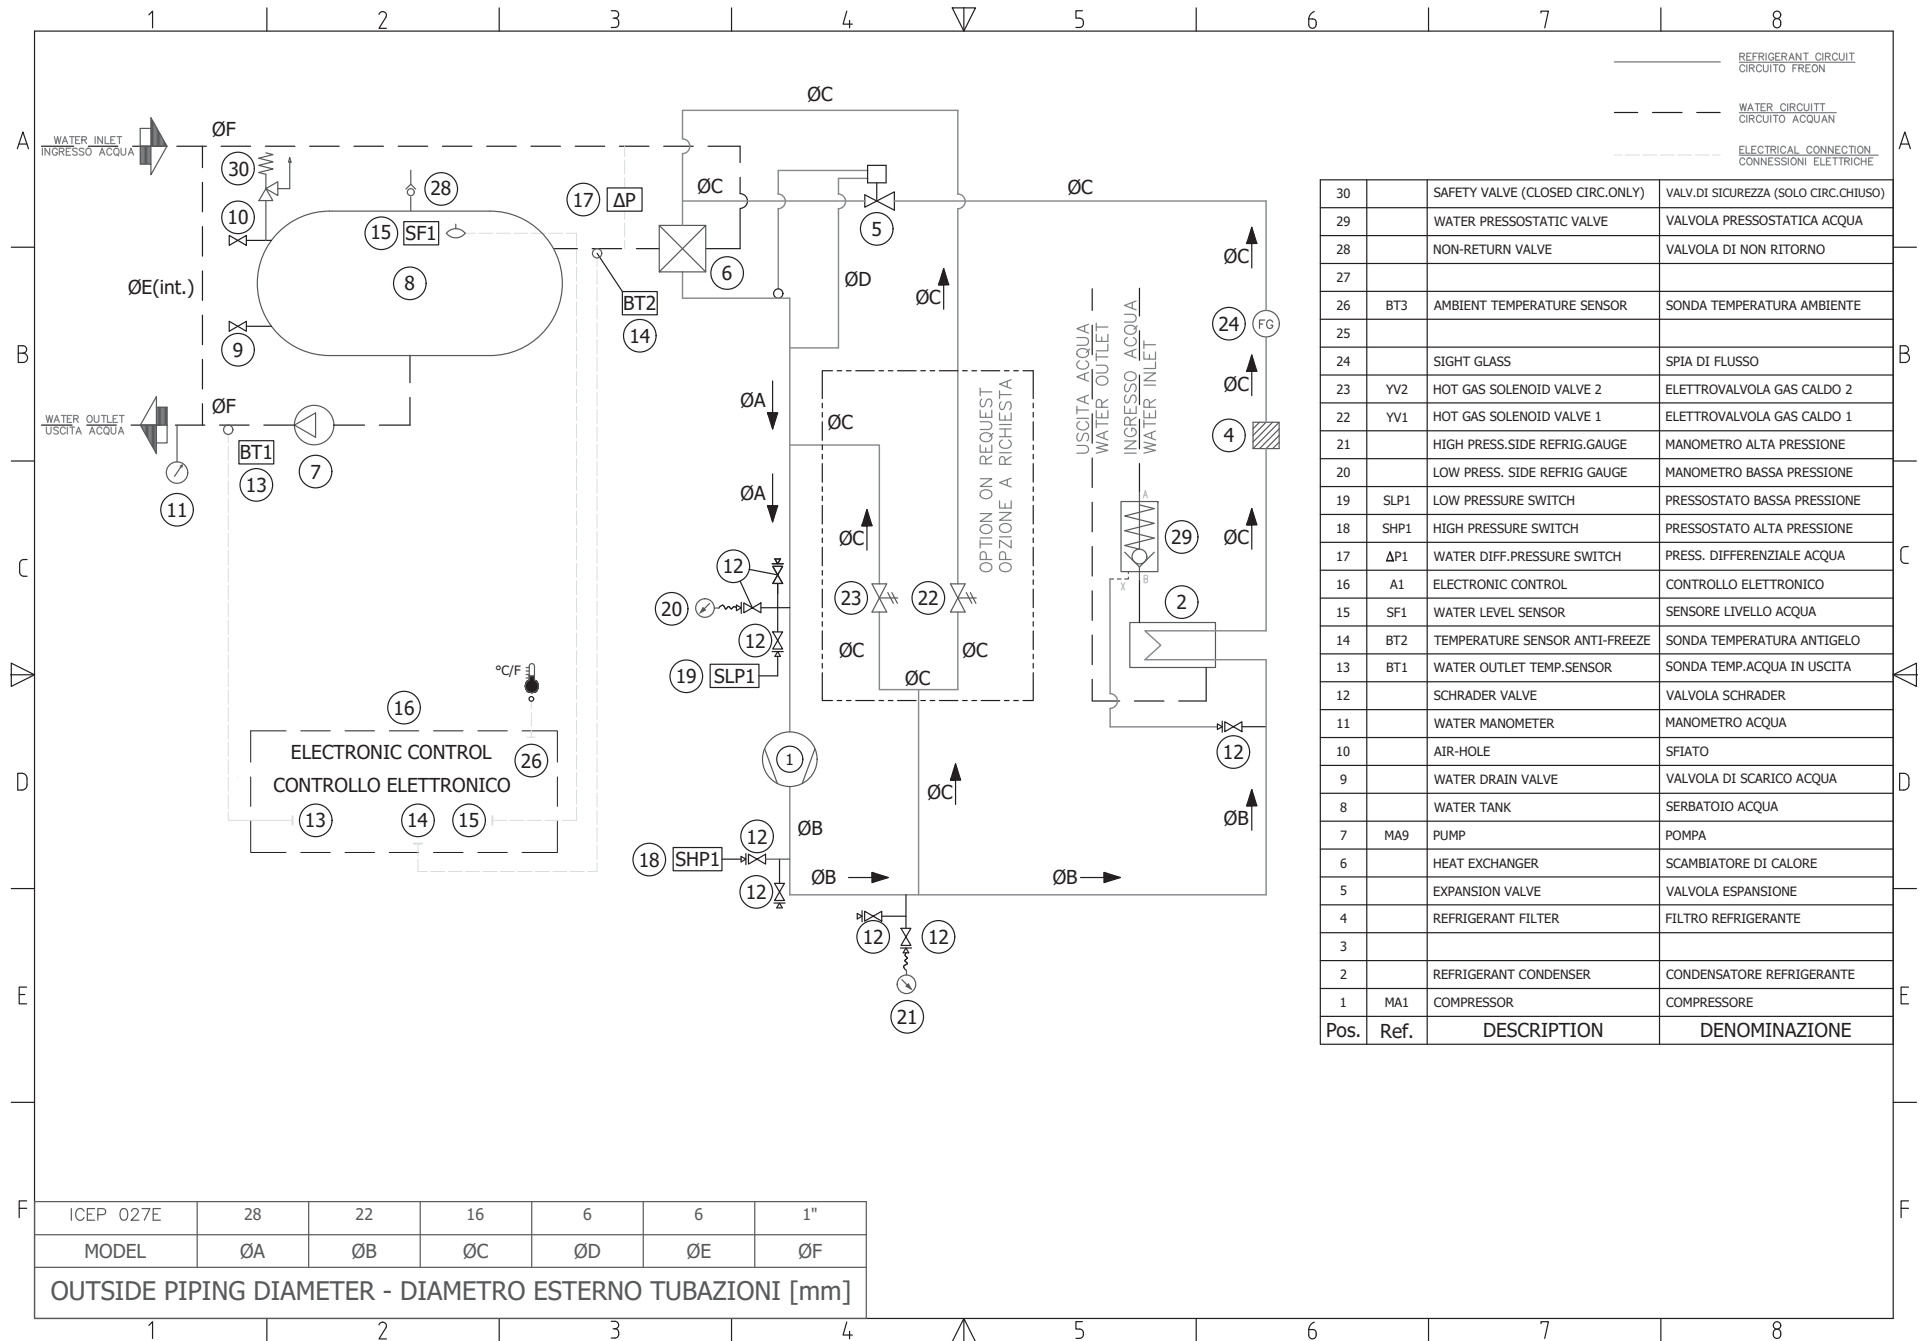 1 2 3 4 5 6 7 8
REFRIGERANT CIRCUIT
CIRCUITO FREON
WATER CIRCUITT
CIRCUITO ACQUAN
ELECTRICAL CONNECTION
CONNESSIONI ELETTRICHE
A
A
WATER INLET
INGRESSO ACQUA
ØF
ØC
30
28
17 ΔP
ØC
ØC
10
15 SF1
5
6
8
ØE(int.)
ØD
ØC
ØC
BT2
14
9
24 FG
B
B
USCITA ACQUA
WATER OUTLET
INGRESSO ACQUA
WATER INLET
ØA
ØC
ØC
OPTION ON REQUEST
OPZIONE A RICHIESTA
WATER OUTLET
USCITA ACQUA
ØF
BT1
13
7
11
4
ØA
ØC
ØC
A
29
B
X
C
C
12
20
23
22
2
12
19 SLP1
ØC
ØC
ØC
°C/F
16
ELECTRONIC CONTROL
CONTROLLO ELETTRONICO
26
13
14
15
1
12
ØC
ØB
D
D
ØB
12
18 SHP1
12
ØB
ØB
12
12
21
E
E
30 SAFETY VALVE (CLOSED CIRC.ONLY) VALV.DI SICUREZZA (SOLO CIRC.CHIUSO)
29 WATER PRESSOSTATIC VALVE VALVOLA PRESSOSTATICA ACQUA
28 NON-RETURN VALVE VALVOLA DI NON RITORNO
27
26 BT3 AMBIENT TEMPERATURE SENSOR SONDA TEMPERATURA AMBIENTE
25
24 SIGHT GLASS SPIA DI FLUSSO
23 YV2 HOT GAS SOLENOID VALVE 2 ELETTROVALVOLA GAS CALDO 2
22 YV1 HOT GAS SOLENOID VALVE 1 ELETTROVALVOLA GAS CALDO 1
21 HIGH PRESS.SIDE REFRIG.GAUGE MANOMETRO ALTA PRESSIONE
20 LOW PRESS. SIDE REFRIG GAUGE MANOMETRO BASSA PRESSIONE
19 SLP1 LOW PRESSURE SWITCH PRESSOSTATO BASSA PRESSIONE
18 SHP1 HIGH PRESSURE SWITCH PRESSOSTATO ALTA PRESSIONE
17 ΔP1 WATER DIFF.PRESSURE SWITCH PRESS. DIFFERENZIALE ACQUA
16 A1 ELECTRONIC CONTROL CONTROLLO ELETTRONICO
15 SF1 WATER LEVEL SENSOR SENSORE LIVELLO ACQUA
14 BT2 TEMPERATURE SENSOR ANTI-FREEZE SONDA TEMPERATURA ANTIGELO
13 BT1 WATER OUTLET TEMP.SENSOR SONDA TEMP.ACQUA IN USCITA
12 SCHRADER VALVE VALVOLA SCHRADER
11 WATER MANOMETER MANOMETRO ACQUA
10 AIR-HOLE SFIATO
9 WATER DRAIN VALVE VALVOLA DI SCARICO ACQUA
8 WATER TANK SERBATOIO ACQUA
7 MA9 PUMP POMPA
6 HEAT EXCHANGER SCAMBIATORE DI CALORE
5 EXPANSION VALVE VALVOLA ESPANSIONE
4 REFRIGERANT FILTER FILTRO REFRIGERANTE
3
2 REFRIGERANT CONDENSER CONDENSATORE REFRIGERANTE
1 MA1 COMPRESSOR COMPRESSORE
Pos. Ref. DESCRIPTION DENOMINAZIONE
F
F
ICEP 027E 28 22 16 6 6 1"
MODEL ØA ØB ØC ØD ØE ØF
OUTSIDE PIPING DIAMETER - DIAMETRO ESTERNO TUBAZIONI [mm]
1 2 3 4 5 6 7 8